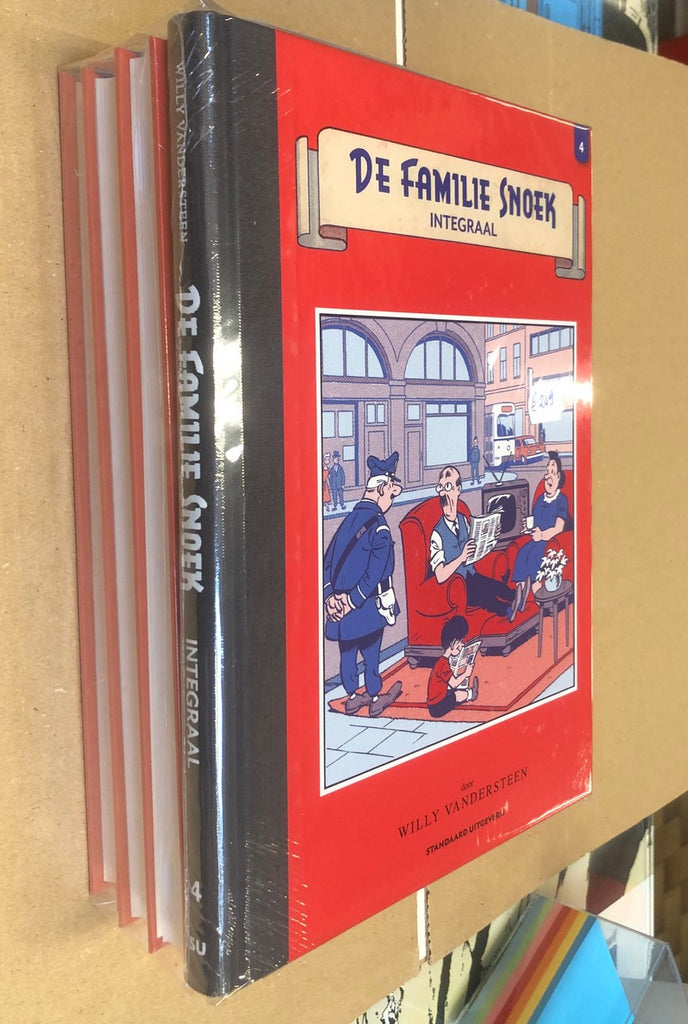 4
DE FAMILIE SNOEK
INTEGRAAL
€ 249
door
WILLY VANDERSTEEN
STANDAARD UITGEVERIJ
WILLY VANDERSTEEN
DE FAMILIE SNOEK
INTEGRAAL
4
SU